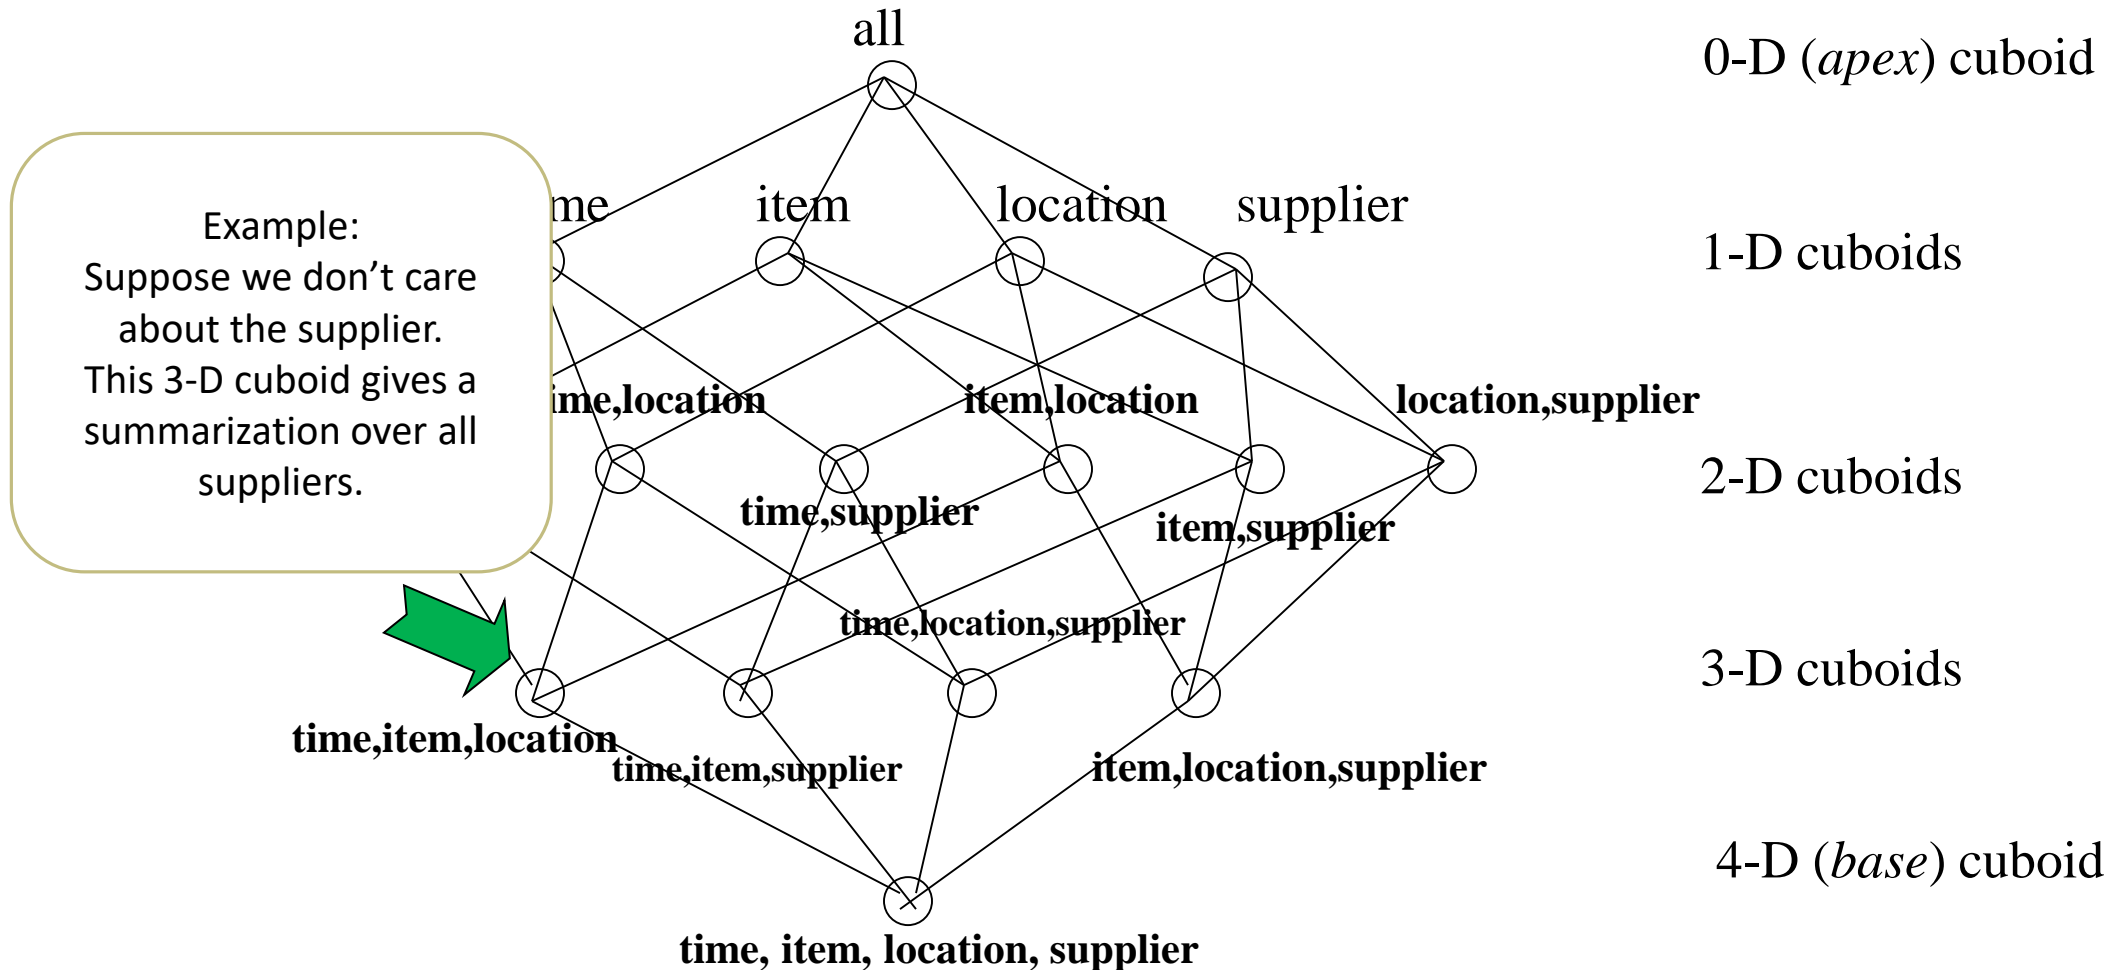 all
0-D (apex) cuboid
Example:
Suppose we don’t care
about the supplier.
This 3-D cuboid gives a
summarization over all
suppliers.
me
item
location
supplier
1-D cuboids
ime,location
item,location
location,supplier
2-D cuboids
time,supplier
item,supplier
time,location,supplier
3-D cuboids
time,item,location
time,item,supplier
item,location,supplier
4-D (base) cuboid
time, item, location, supplier